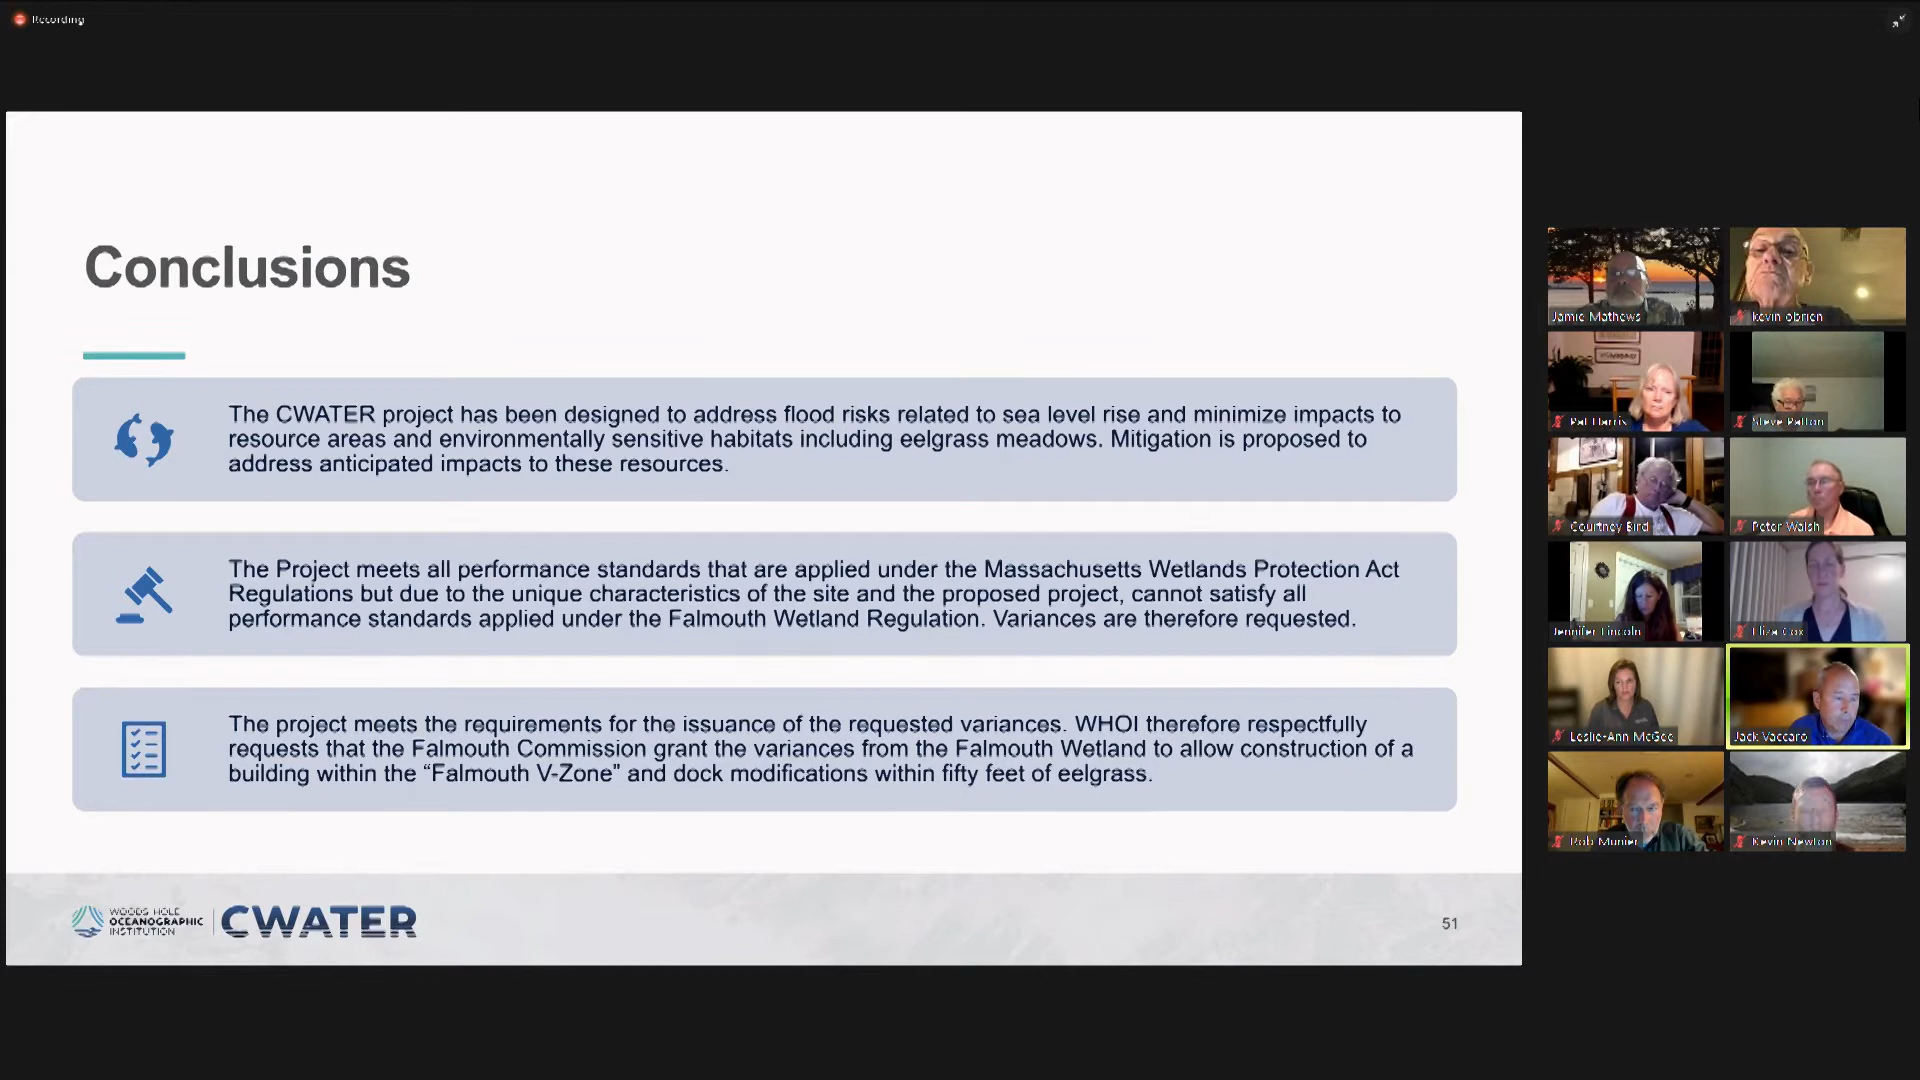 Recording
Conclusions
The CWATER project has been designed to address flood risks related to sea level rise and minimize impacts to
resource areas and environmentally sensitive habitats including eelgrass meadows. Mitigation is proposed to
address anticipated impacts to these resources.
The Project meets all performance standards that are applied under the Massachusetts Wetlands Protection Act
Regulations but due to the unique characteristics of the site and the proposed project, cannot satisfy all
performance standards applied under the Falmouth Wetland Regulation. Variances are therefore requested.
The project meets the requirements for the issuance of the requested variances. WHOI therefore respectfully
requests that the Falmouth Commission grant the variances from the Falmouth Wetland to allow construction of a
building within the “Falmouth V-Zone” and dock modifications within fifty feet of eelgrass.
WOODS HOLE
OCEANOGRAPHIC
INSTITUTION
CWATER
51
Jamie Mathews
kevin obrien
Pat Harris
Steve Patton
Courtney Bird
Peter Walsh
Jennifer Lincoln
Eliza Cox
Leslie-Ann McGee
Jack Vaccaro
Rob Munier
Kevin Newton